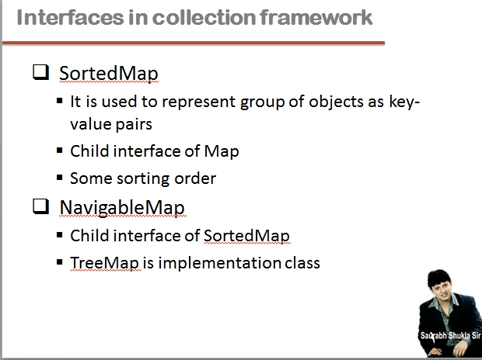 Interfaces in collection framework
SortedMap
It is used to represent group of objects as key-
value pairs
Child interface of Map
Some sorting order
NavigableMap
Child interface of SortedMap
TreeMap is implementation class
Saurabh Shukla Sir